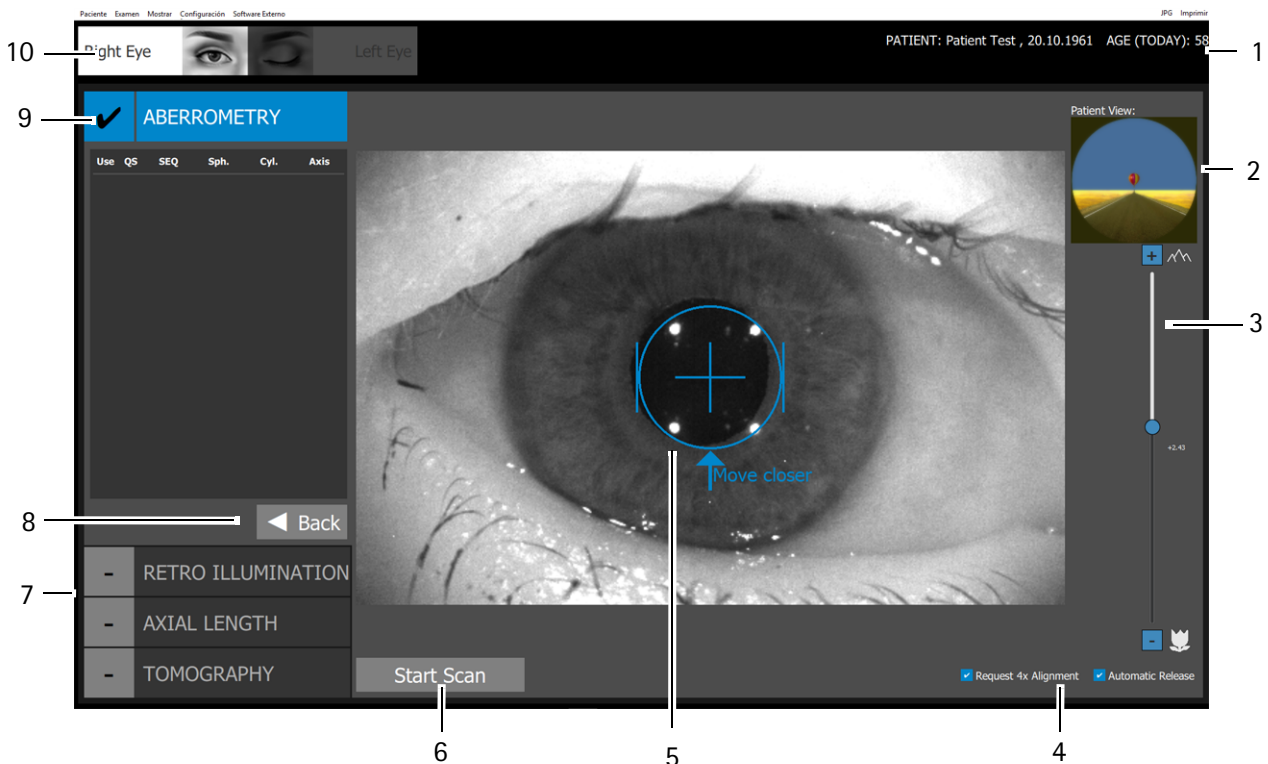 Paciente Examen Mostrar Configuración Software Externo JPG Imprimir
Right Eye Left Eye PATIENT: Patient Test , 20.10.1961 AGE (TODAY): 58
10
1
9
ABERROMETRY
Patient View:
Use QS SEQ Sph. Cyl. Axis
2
+
3
+2.43
Move closer
8
Back
- RETRO ILLUMINATION
7
- AXIAL LENGTH
-
- TOMOGRAPHY
Start Scan
Request 4x Alignment Automatic Release
6
5
4